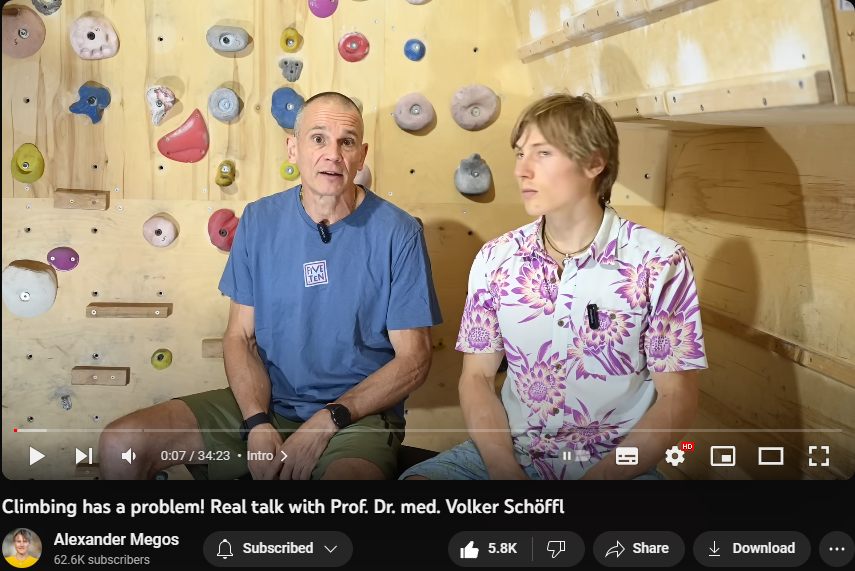 FIVE
TEN
0:07 / 34:23 • Intro
HD
Climbing has a problem! Real talk with Prof. Dr. med. Volker Schöffl
Alexander Megos
62.6K subscribers
Subscribed
5.8K
Share
Download